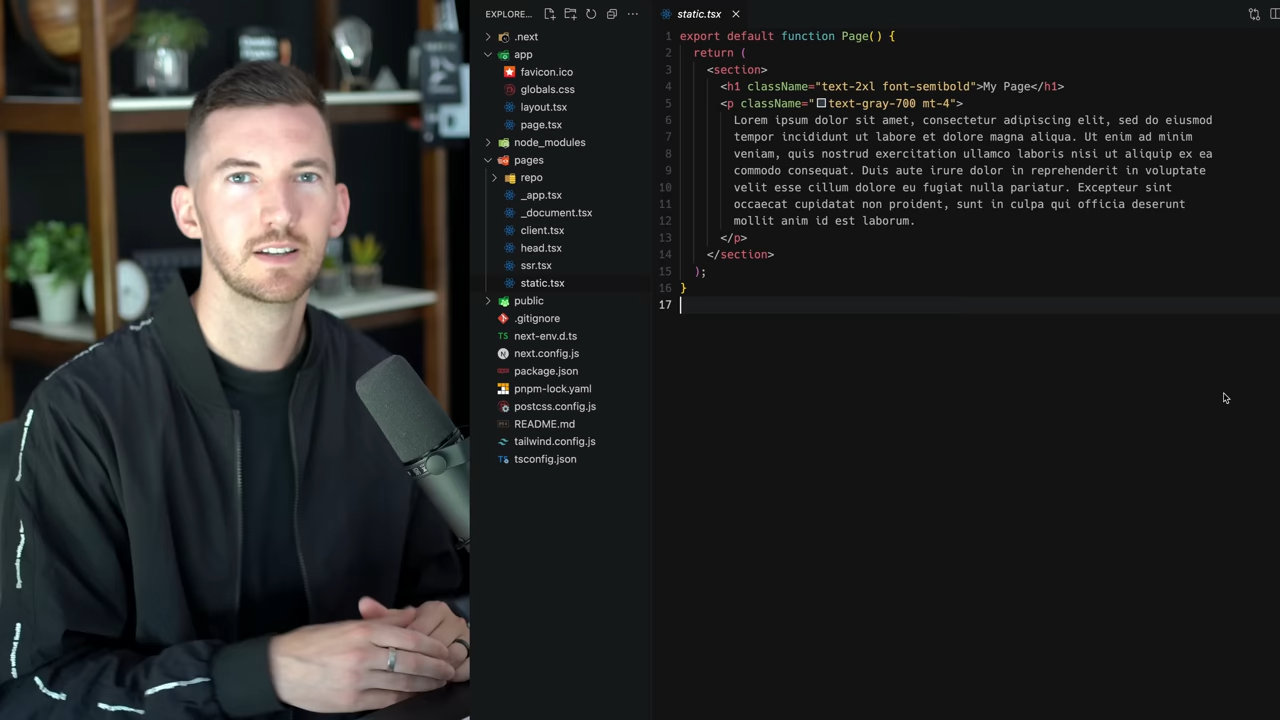 EXPLORE...
.next
app
favicon.ico
globals.css
layout.tsx
page.tsx
node_modules
pages
repo
_app.tsx
_document.tsx
client.tsx
head.tsx
ssr.tsx
static.tsx
public
.gitignore
next-env.d.ts
next.config.js
package.json
pnpm-lock.yaml
postcss.config.js
README.md
tailwind.config.js
tsconfig.json
static.tsx
1 export default function Page() {
2 return (
3 <section>
4 <h1 className="text-2xl font-semibold">My Page</h1>
5 <p className="text-gray-700 mt-4">
6 Lorem ipsum dolor sit amet, consectetur adipiscing elit, sed do eiusmod
7 tempor incididunt ut labore et dolore magna aliqua. Ut enim ad minim
8 veniam, quis nostrud exercitation ullamco laboris nisi ut aliquip ex ea
9 commodo consequat. Duis aute irure dolor in reprehenderit in voluptate
10 velit esse cillum dolore eu fugiat nulla pariatur. Excepteur sint
11 occaecat cupidatat non proident, sunt in culpa qui officia deserunt
12 mollit anim id est laborum.
13 </p>
14 </section>
15 );
16 }
17